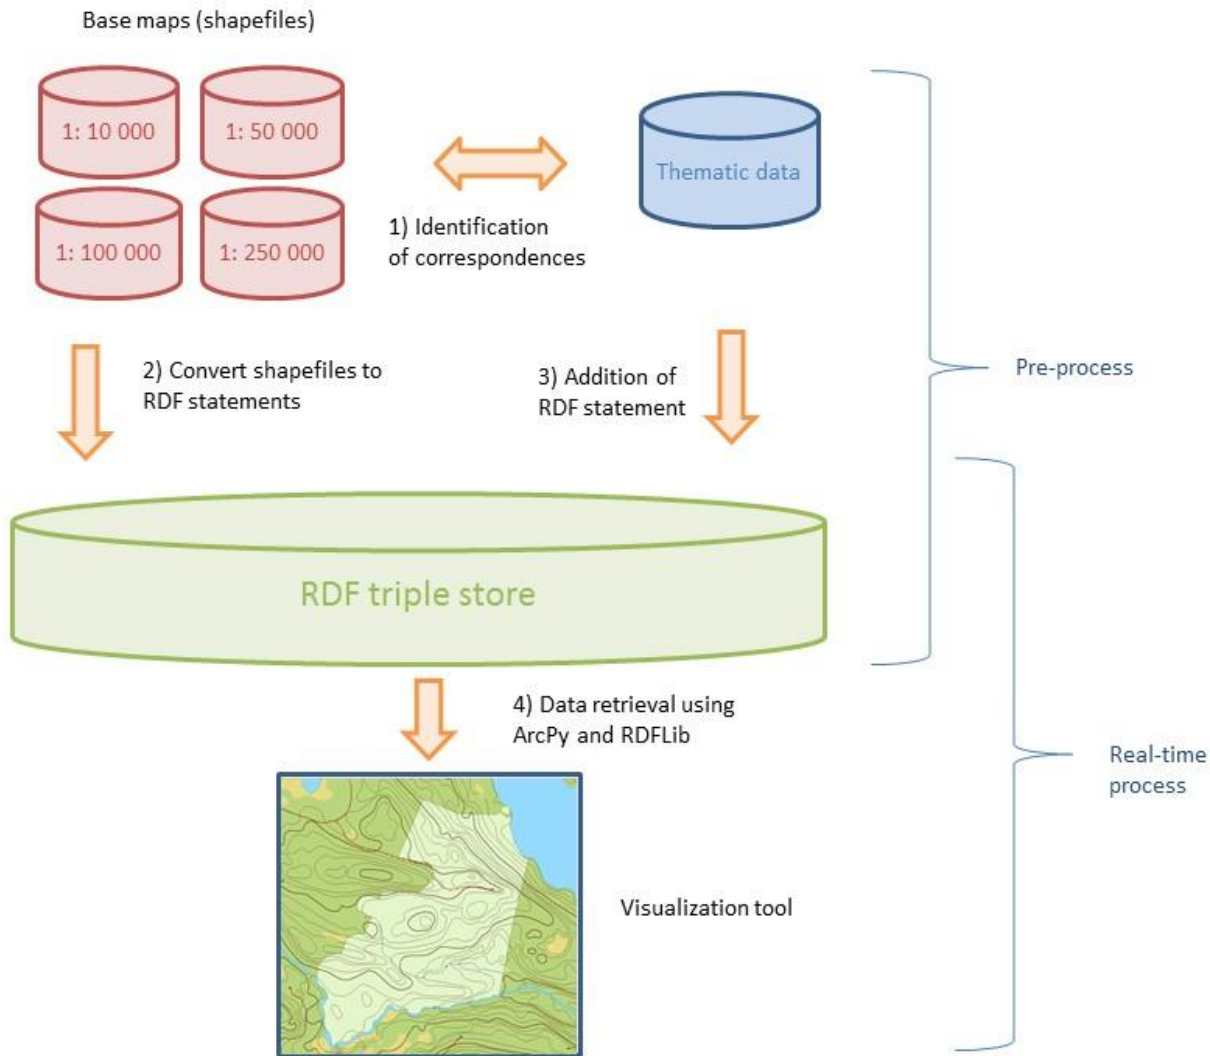 Base maps (shapefiles)
1: 10 000
1: 50 000
Thematic data
1: 100 000
1: 250 000
1) Identification
of correspondences
2) Convert shapefiles to
RDF statements
3) Addition of
RDF statement
Pre-process
RDF triple store
4) Data retrieval using
ArcPy and RDFLib
Real-time
process
Visualization tool